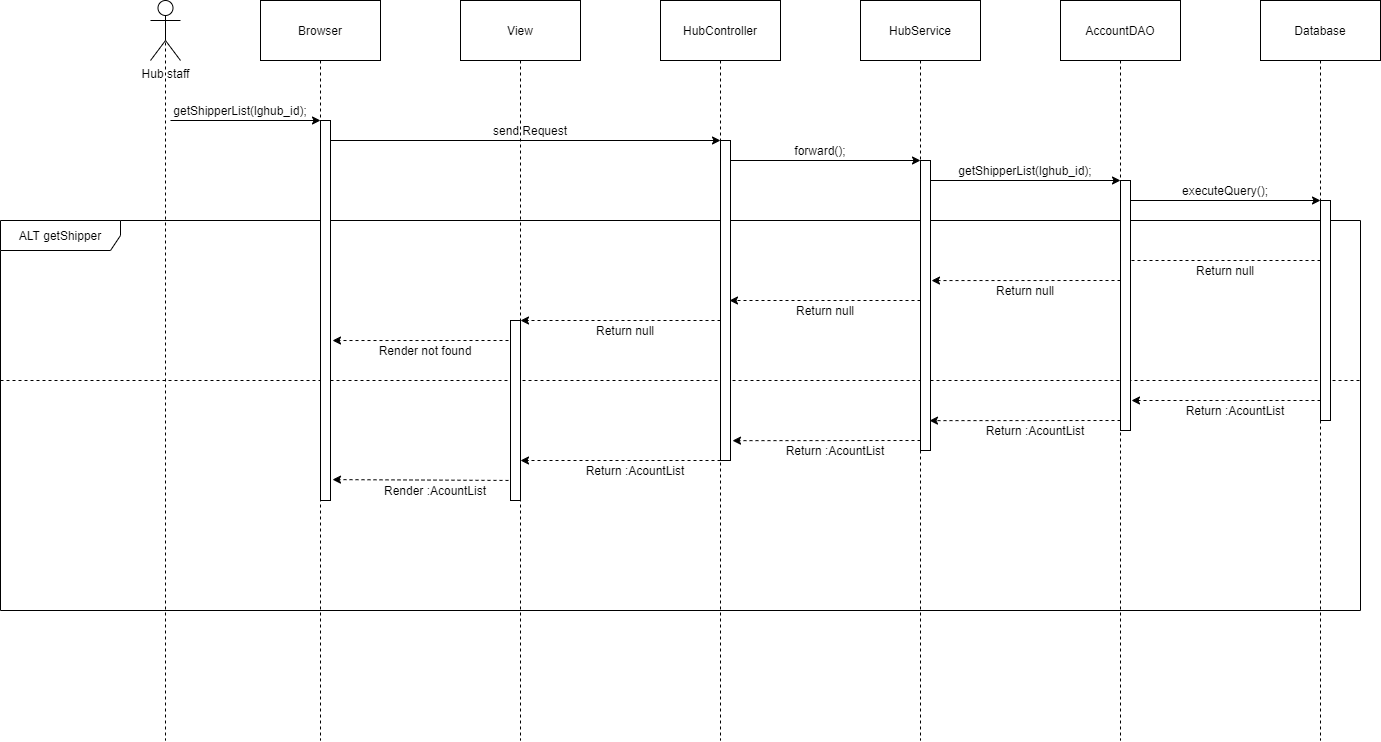 Hub staff
Browser
View
HubController
HubService
AccountDAO
Database
getShipperList(lghub_id);
send Request
forward();
getShipperList(lghub_id);
executeQuery();
ALT getShipper
Return null
Return null
Return null
Return null
Render not found
Return :AcountList
Return :AcountList
Return :AcountList
Return :AcountList
Render :AcountList